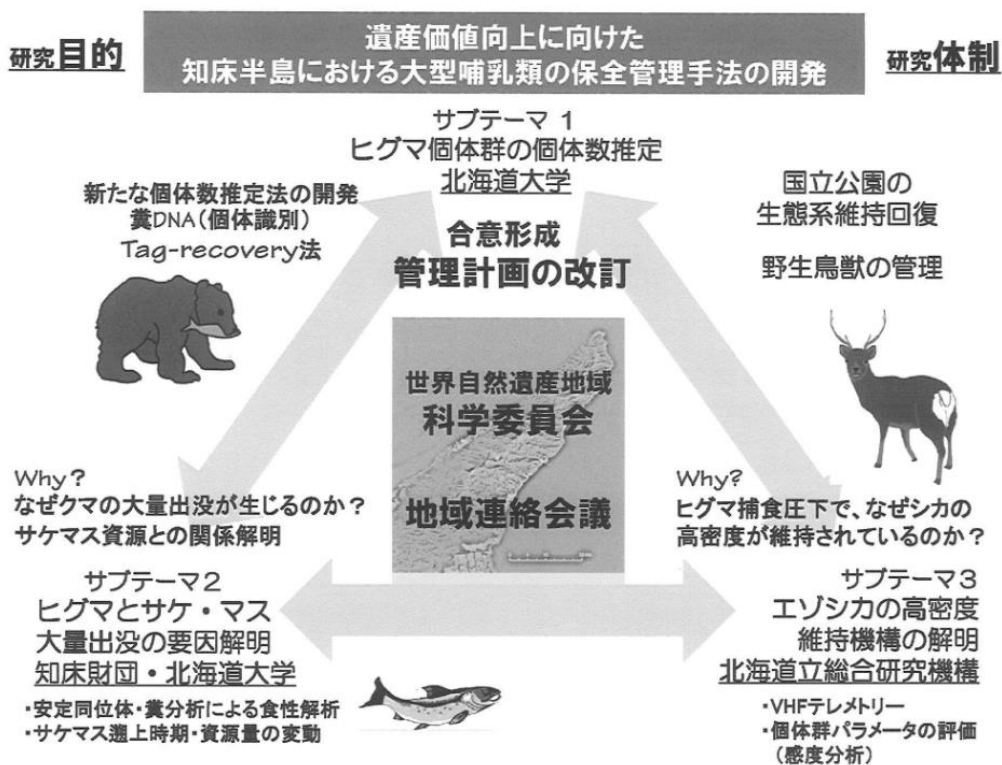 研究目的
遺産価値向上に向けた
知床半島における大型哺乳類の保全管理手法の開発
研究体制
サブテーマ 1
ヒグマ個体群の個体数推定
北海道大学
新たな個体数推定法の開発
糞DNA(個体識別)
Tag-recovery法
国立公園の
生態系維持回復
野生鳥獣の管理
合意形成
管理計画の改訂
世界自然遺産地域
科学委員会
地域連絡会議
Why?
なぜクマの大量出没が生じるのか?
サケマス資源との関係解明
Why?
ヒグマ捕食圧下で、なぜシカの
高密度が維持されているのか?
サブテーマ2
ヒグマとサケ・マス
大量出没の要因解明
知床財団・北海道大学
・安定同位体・糞分析による食性解析
・サケマス遡上時期・資源量の変動
サブテーマ3
エゾシカの高密度
維持機構の解明
北海道立総合研究機構
・VHFテレメトリー
・個体群パラメータの評価
(感度分析)